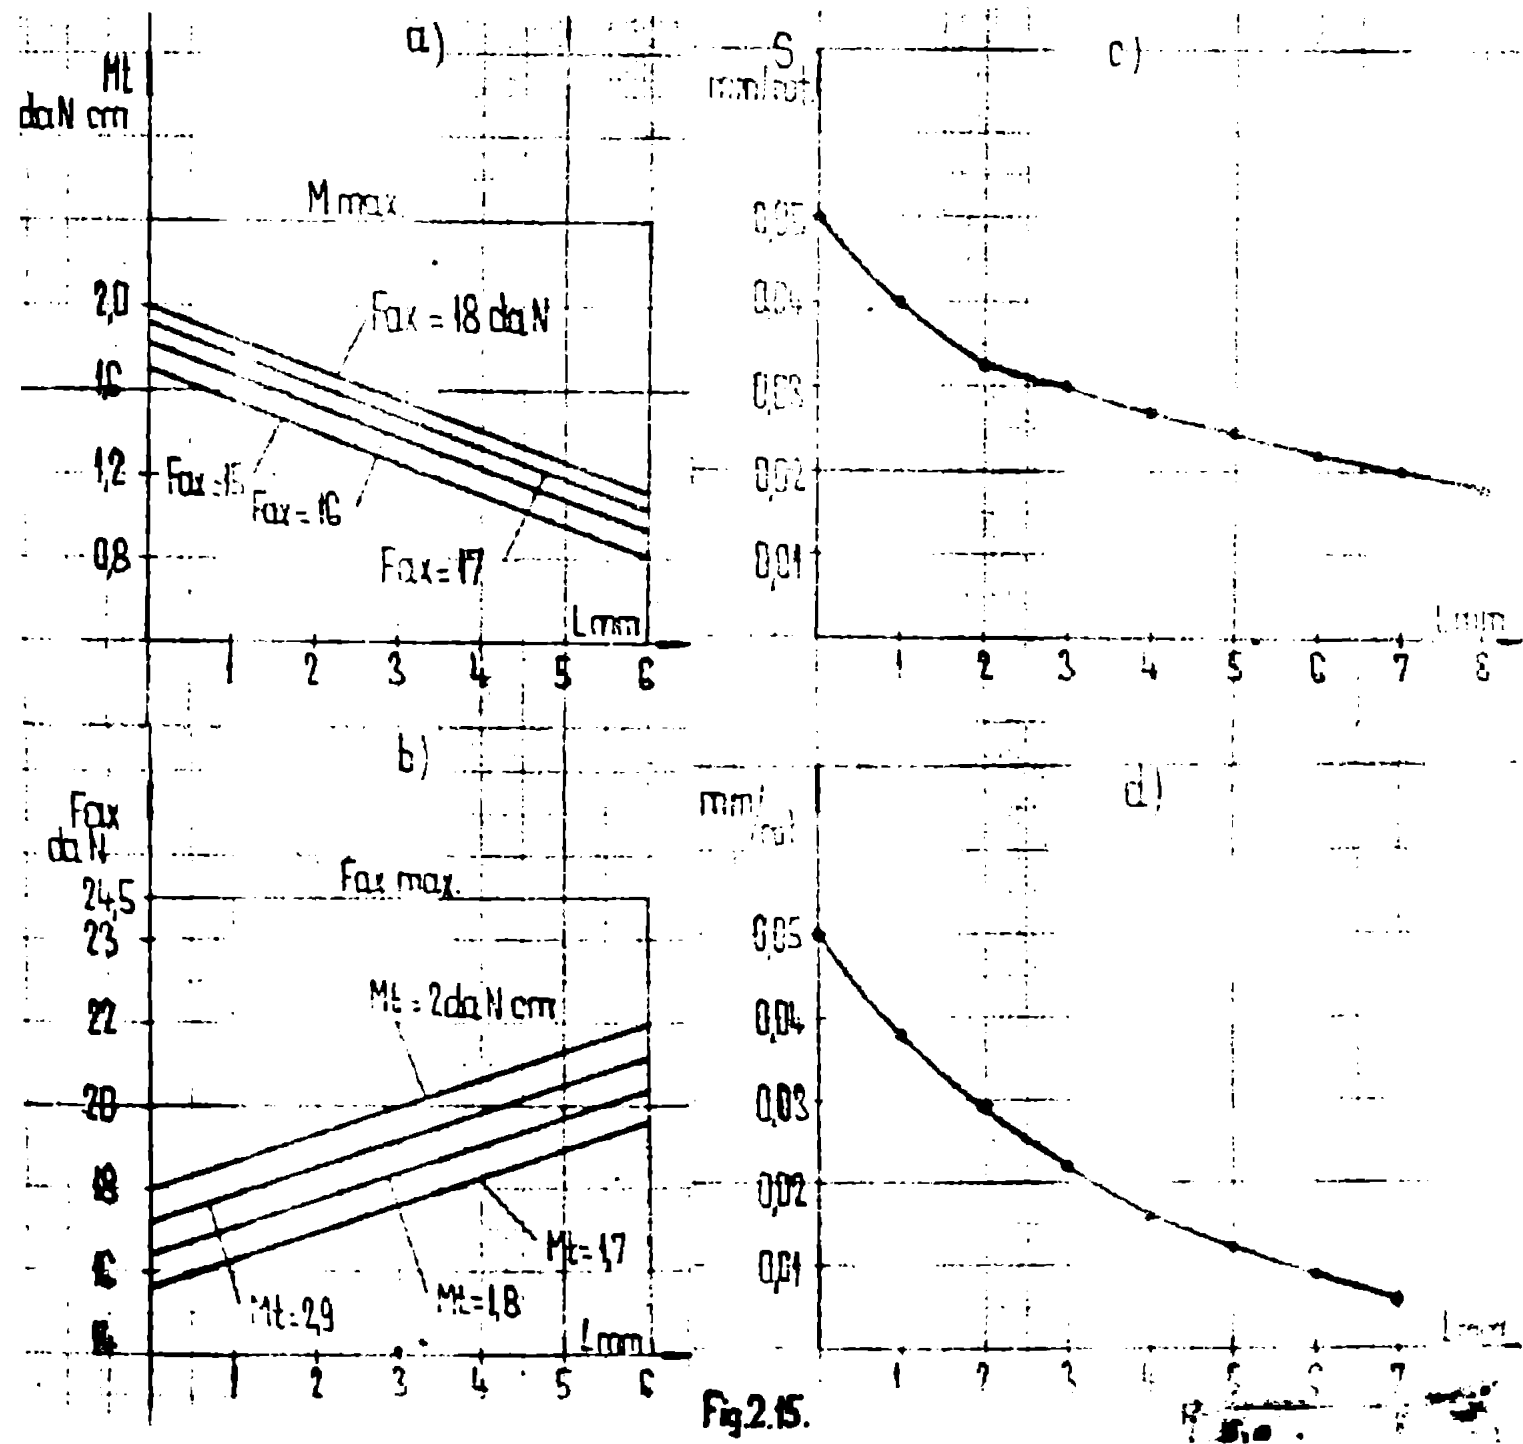 a)
Mt
daN cm
M max.
2,0
1,6
1,2
0,8
Fax = 18 daN
Fax = 15
Fax = 16
Fax = 17
L mm
1 2 3 4 5 6
c)
S
mm/rot.
0,05
0,04
0,03
0,02
0,01
L mm
1 2 3 4 5 6 7 8
b)
Fax
daN
24,5
23
22
20
18
16
14
Fax max.
Mt = 2daN cm
Mt = 1,7
Mt = 1,8
Mt = 2,9
L mm
1 2 3 4 5 6
d)
mm/rot
0,05
0,04
0,03
0,02
0,01
L mm
1 2 3 4 5 6 7
Fig.2.15.